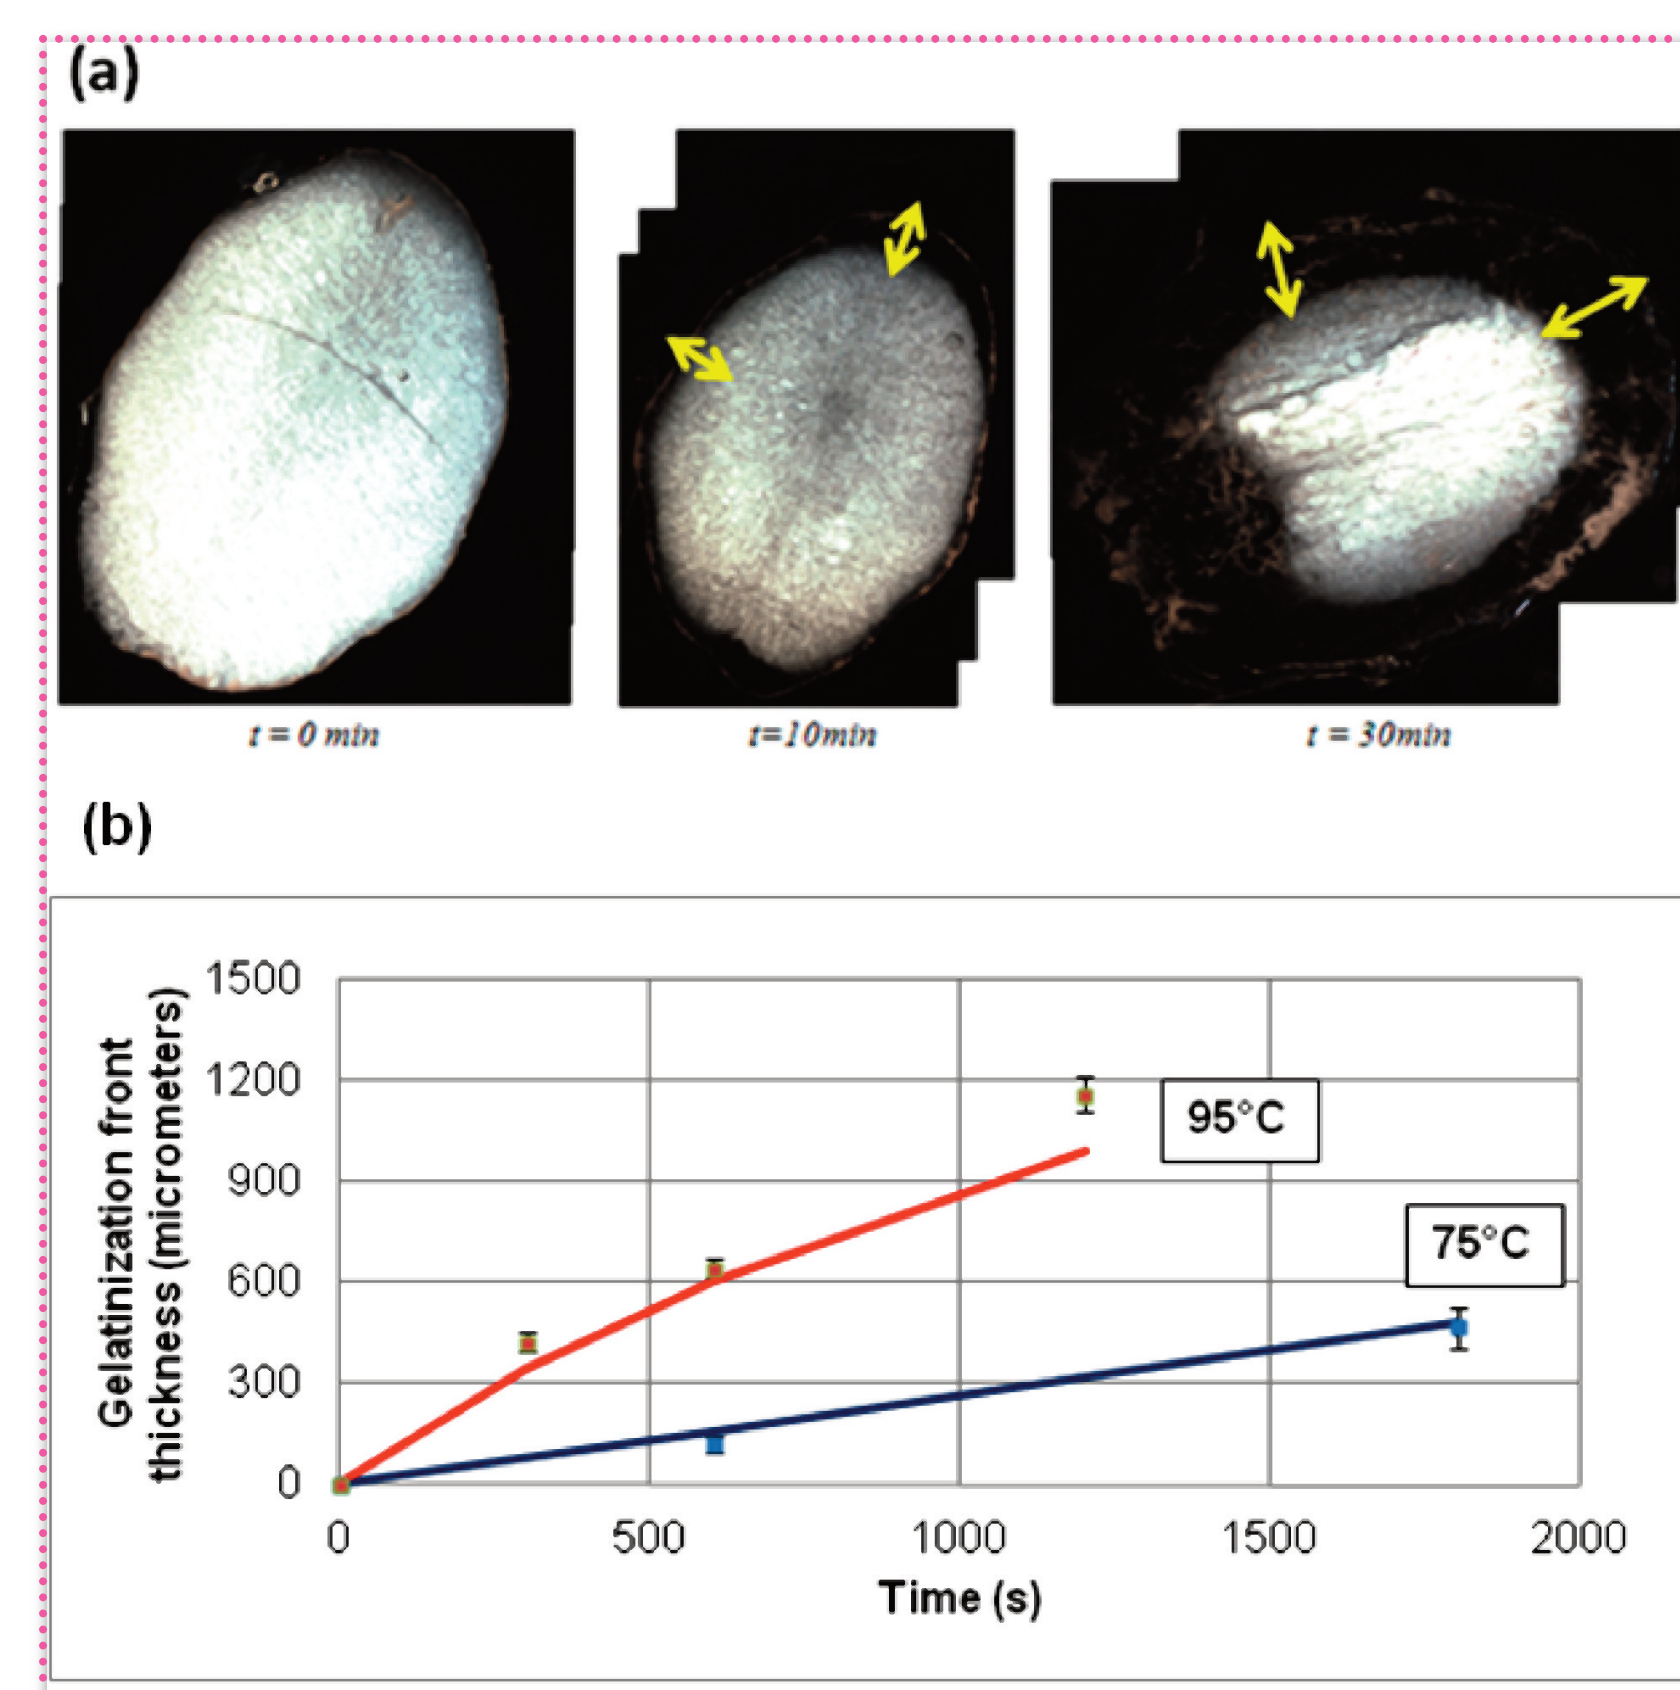 (a)
t = 0 min
t=10min
t = 30min
(b)
Gelatinization front
thickness (micrometers)
1500
1200
900
600
300
0
95°C
75°C
0 500 1000 1500 2000
Time (s)